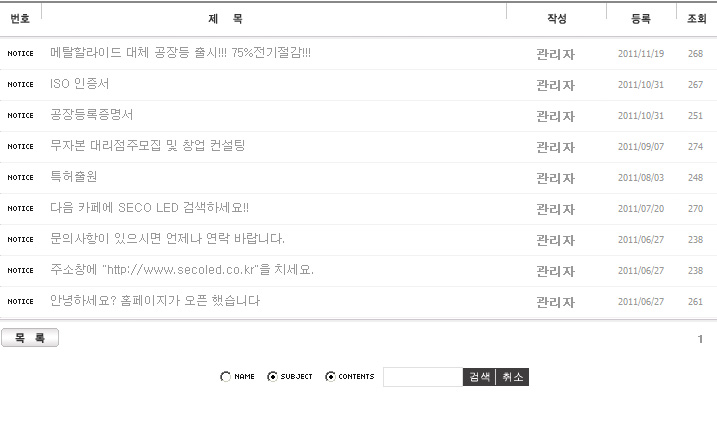 번호 제 목 작성 등록 조회
NOTICE 메탈할라이드 대체 공장등 출시!!! 75%전기절감!!! 관리자 2011/11/19 268
NOTICE ISO 인증서 관리자 2011/10/31 267
NOTICE 공장등록증명서 관리자 2011/10/31 251
NOTICE 무자본 대리점주모집 및 창업 컨설팅 관리자 2011/09/07 274
NOTICE 특허출원 관리자 2011/08/03 248
NOTICE 다음 카페에 SECO LED 검색하세요!! 관리자 2011/07/20 270
NOTICE 문의사항이 있으시면 언제나 연락 바랍니다. 관리자 2011/06/27 238
NOTICE 주소창에 "http://www.secoled.co.kr"을 치세요. 관리자 2011/06/27 238
NOTICE 안녕하세요? 홈페이지가 오픈 했습니다 관리자 2011/06/27 261
목 록 1
NAME SUBJECT CONTENTS 검색 취소